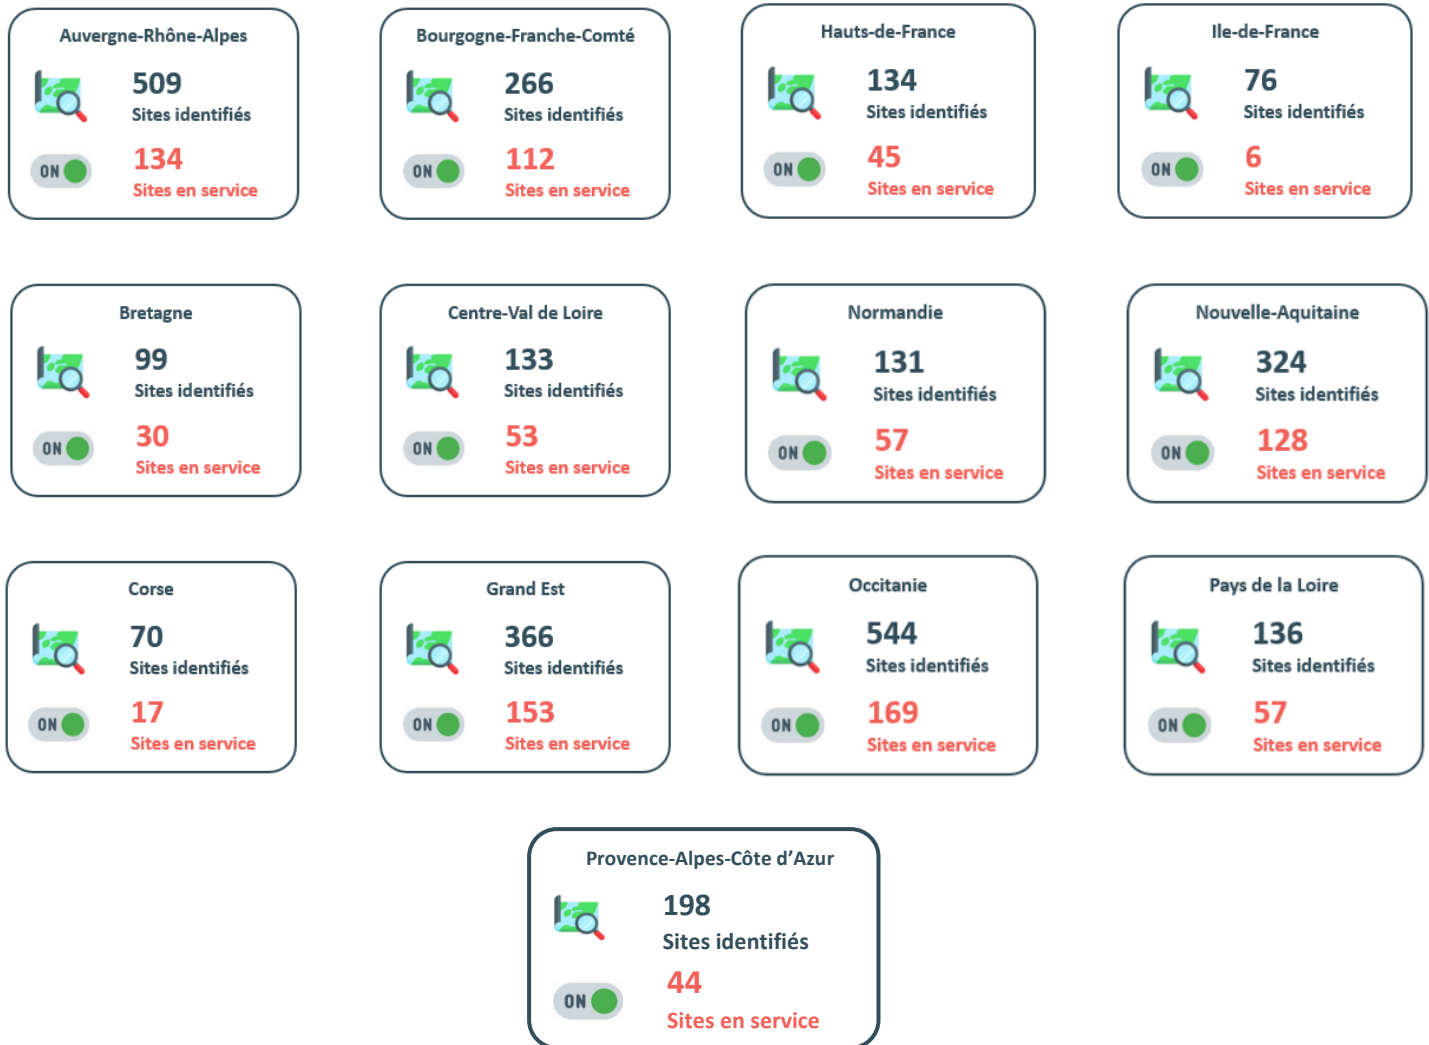 Auvergne-Rhône-Alpes
509
Sites identifiés
ON
134
Sites en service
Bourgogne-Franche-Comté
266
Sites identifiés
ON
112
Sites en service
Hauts-de-France
134
Sites identifiés
ON
45
Sites en service
Ile-de-France
76
Sites identifiés
ON
6
Sites en service
Bretagne
99
Sites identifiés
ON
30
Sites en service
Centre-Val de Loire
133
Sites identifiés
ON
53
Sites en service
Normandie
131
Sites identifiés
ON
57
Sites en service
Nouvelle-Aquitaine
324
Sites identifiés
ON
128
Sites en service
Corse
70
Sites identifiés
ON
17
Sites en service
Grand Est
366
Sites identifiés
ON
153
Sites en service
Occitanie
544
Sites identifiés
ON
169
Sites en service
Pays de la Loire
136
Sites identifiés
ON
57
Sites en service
Provence-Alpes-Côte d’Azur
198
Sites identifiés
ON
44
Sites en service